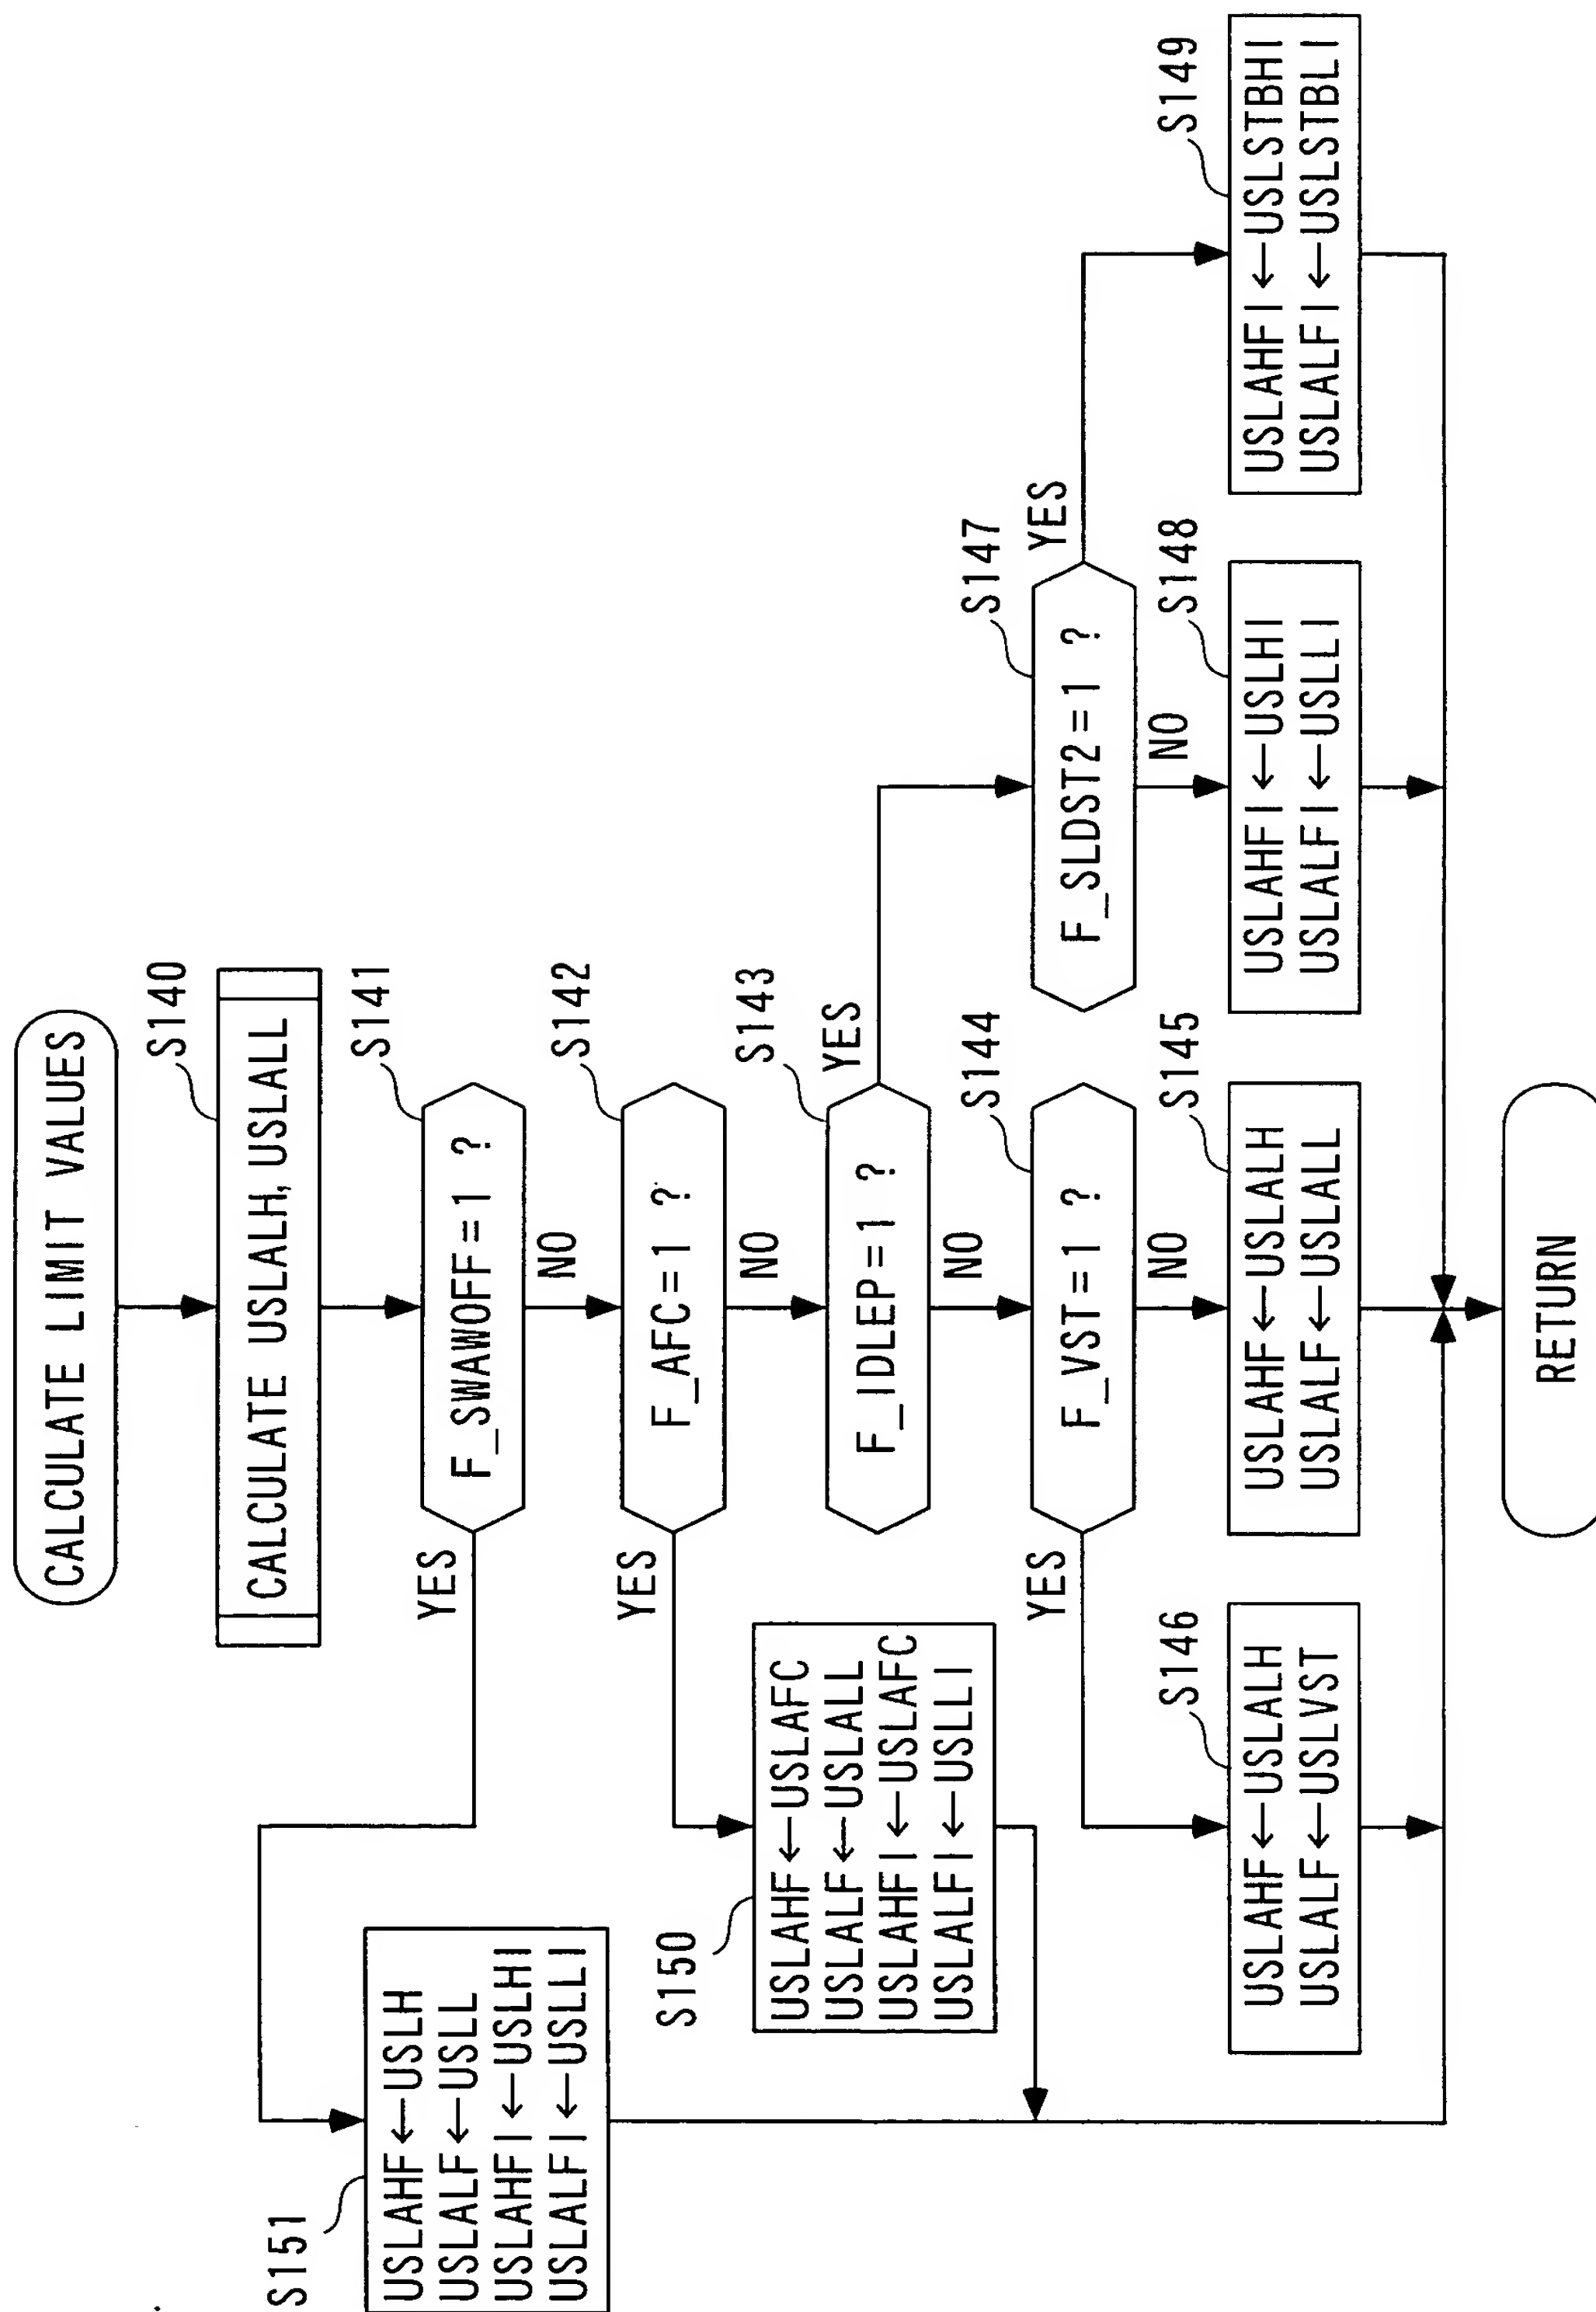 CALCULATE LIMIT VALUES
S140
CALCULATE USLALH, USLALL
S141
F_SWAWOFF=1 ?
YES
NO
S142
F_AFC=1 ?
YES
NO
S143
F_IDLEP=1 ?
YES
NO
S144
F_VST=1 ?
YES
NO
S147
F_SLDST2=1 ?
YES
NO
S151
USLAHF←USLH
USLALF←USLL
USLAHFI←USLHI
USLALFI←USLLI
S150
USLAHF←USLAFC
USLALF←USLALL
USLAHFI←USLAFC
USLALFI←USLLI
S146
USLAHF←USLALH
USLALF←USLVST
S145
USLAHF←USLALH
USLALF←USLALL
S148
USLAHFI←USLHI
USLALFI←USLLI
S149
USLAHFI←USLSTBHI
USLALFI←USLSTBLI
RETURN